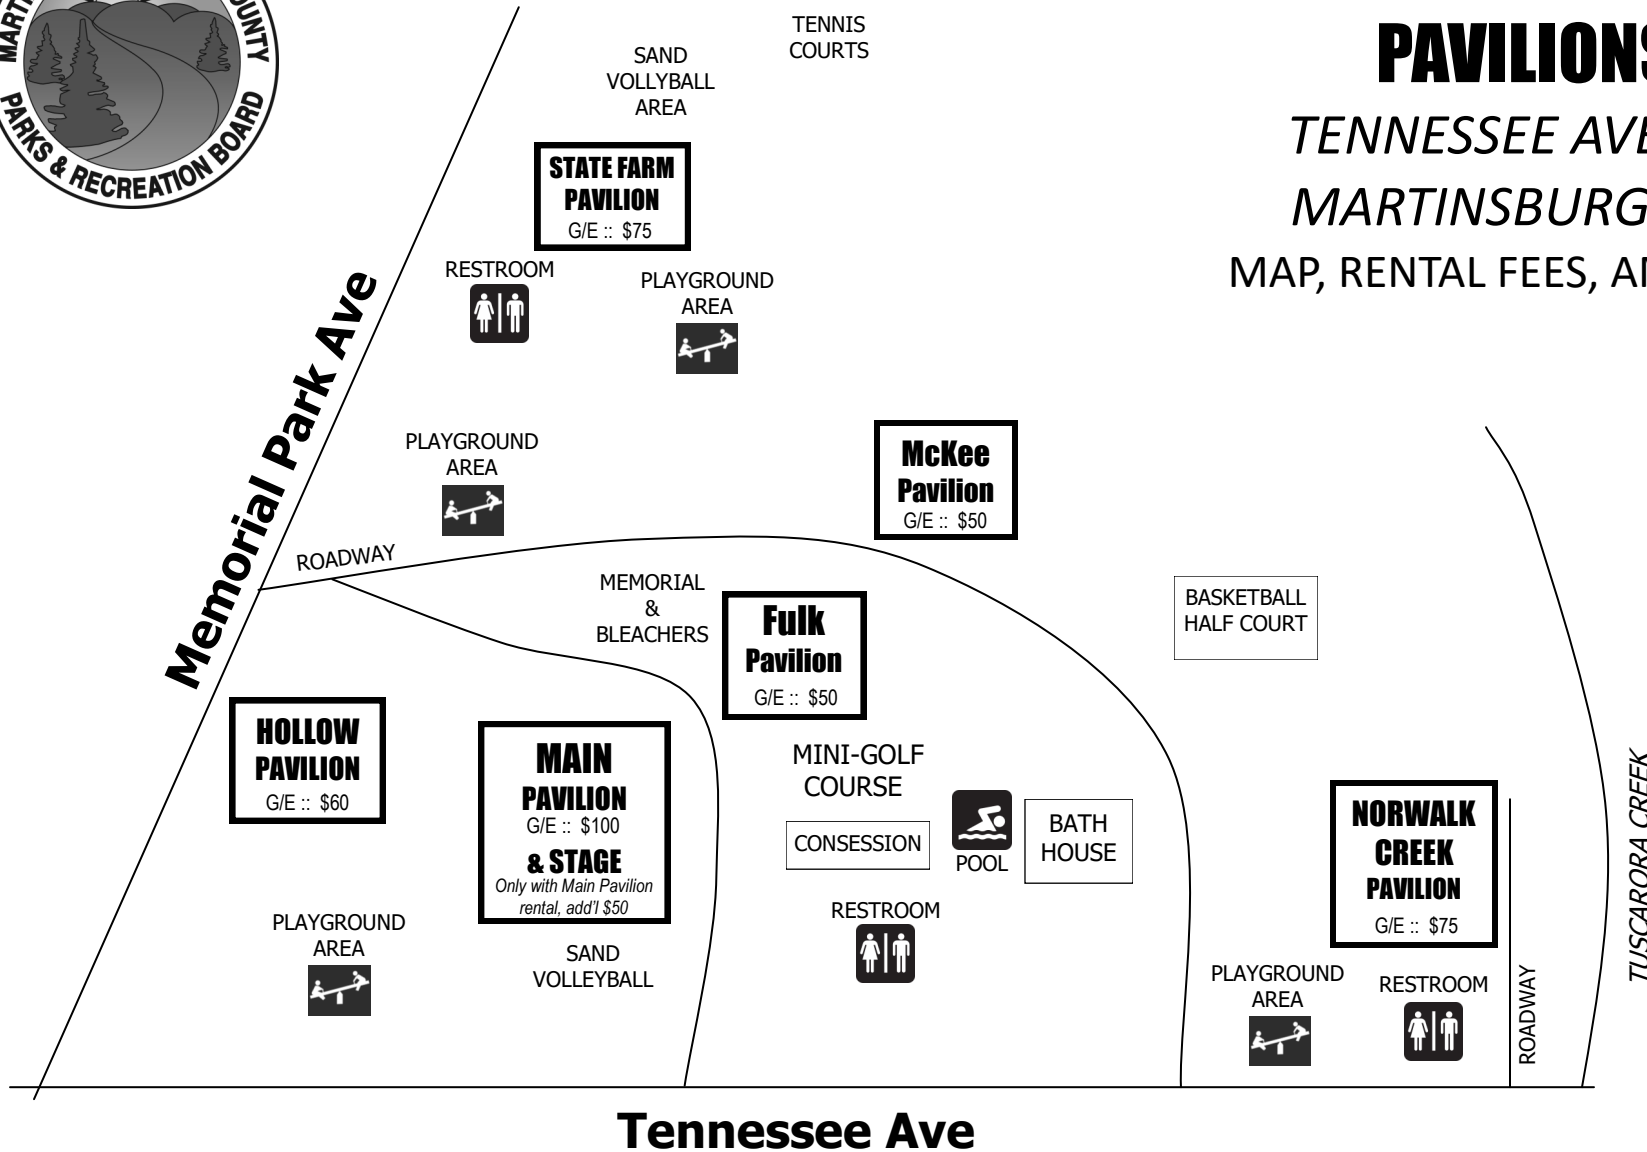 MARTI
OUNTY
PARKS & RECREATION BOARD
PAVILIONS
TENNESSEE AVE
MARTINSBURG
MAP, RENTAL FEES, AN
TENNIS
COURTS
SAND
VOLLYBALL
AREA
STATE FARM
PAVILION
G/E :: $75
RESTROOM
PLAYGROUND
AREA
Memorial Park Ave
PLAYGROUND
AREA
McKee
Pavilion
G/E :: $50
ROADWAY
MEMORIAL
&
BLEACHERS
Fulk
Pavilion
G/E :: $50
BASKETBALL
HALF COURT
HOLLOW
PAVILION
G/E :: $60
MAIN
PAVILION
G/E :: $100
& STAGE
Only with Main Pavilion
rental, add'l $50
MINI-GOLF
COURSE
CONSESSION
POOL
BATH
HOUSE
NORWALK
CREEK
PAVILION
G/E :: $75
TUSCARORA CREEK
PLAYGROUND
AREA
SAND
VOLLEYBALL
RESTROOM
PLAYGROUND
AREA
RESTROOM
ROADWAY
Tennessee Ave